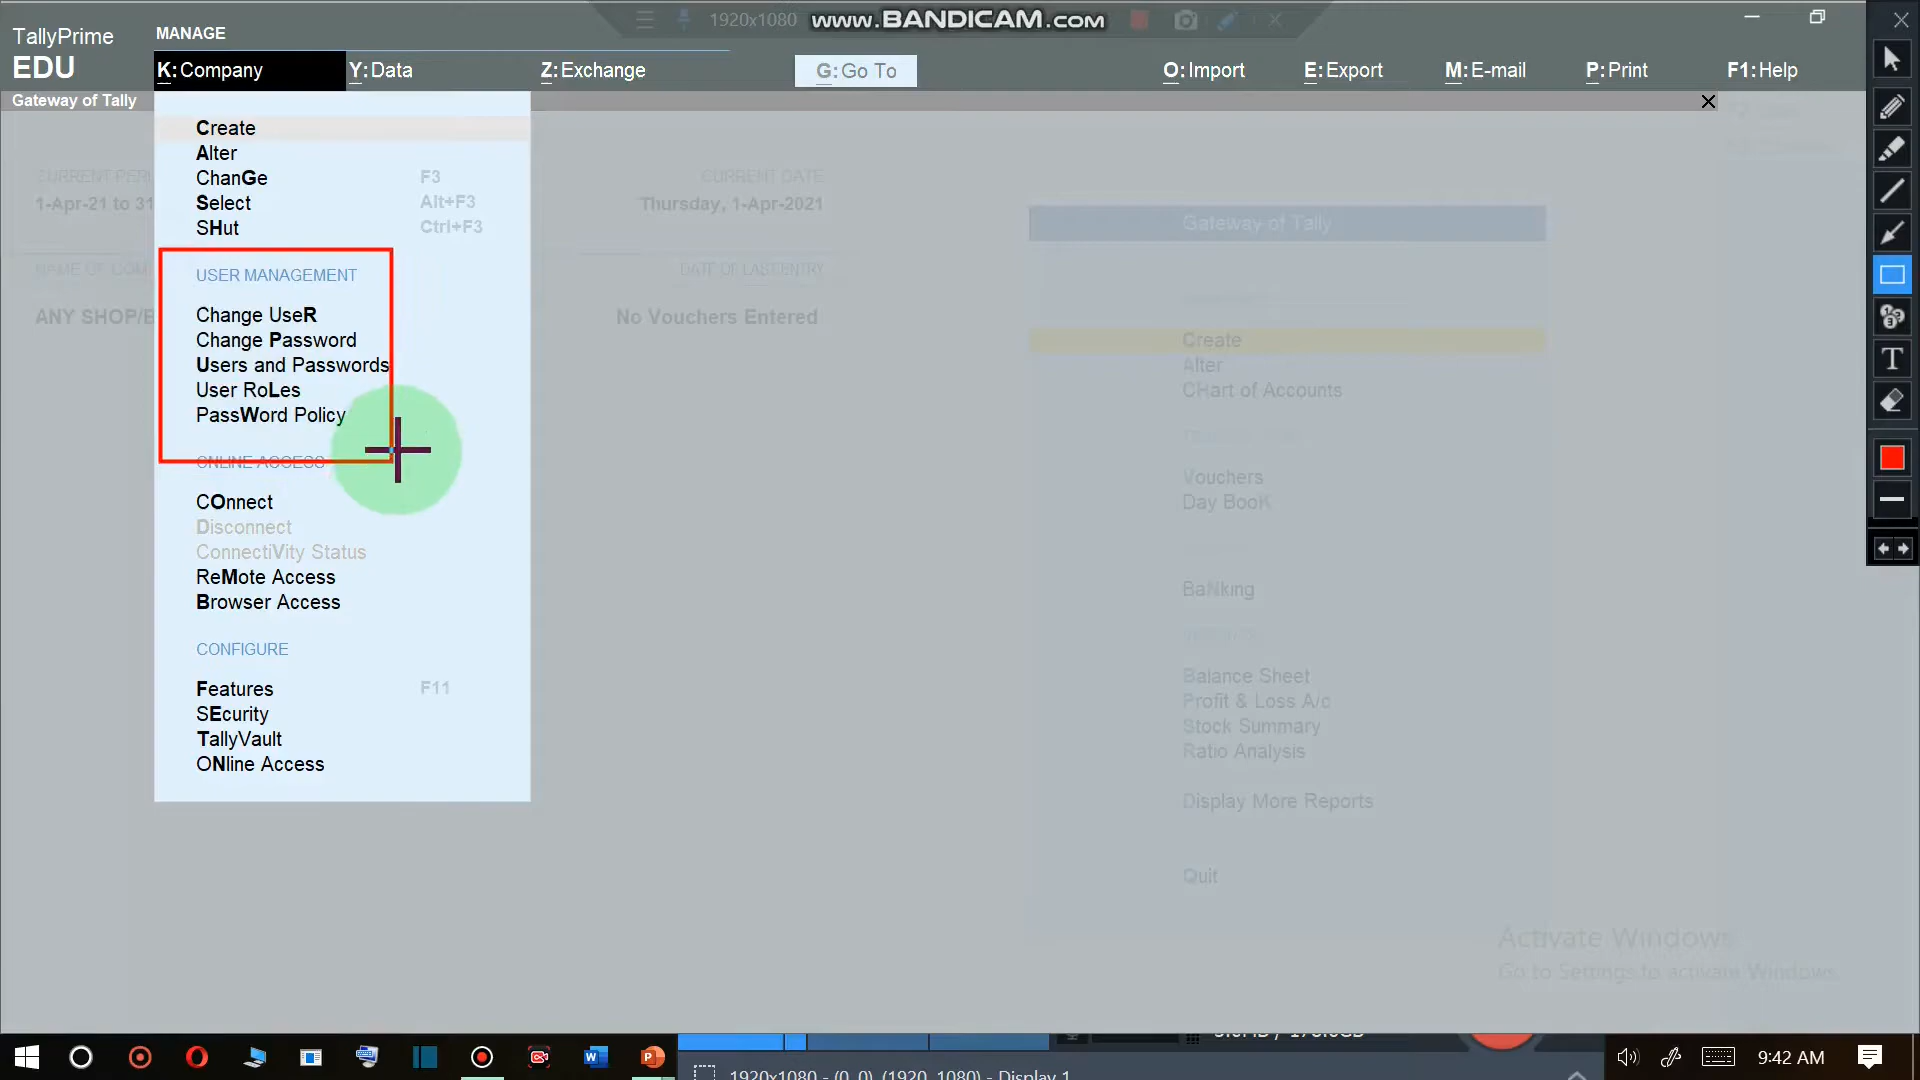 1920x1080
www.BANDICAM.com
TallyPrime
EDU
MANAGE
K:Company
Y:Data
Z:Exchange
G:Go To
O:Import
E:Export
M:E-mail
P:Print
F1:Help
Gateway of Tally
Create
Alter
ChanGe F3
Select Alt+F3
SHut Ctrl+F3
USER MANAGEMENT
Change UseR
Change Password
Users and Passwords
User RoLes
PassWord Policy
ONLINE ACCESS
COnnect
Disconnect
ConnectiVity Status
ReMote Access
Browser Access
CONFIGURE
Features F11
SEcurity
TallyVault
ONline Access
CURRENT PERI
1-Apr-21 to 31
CURRENT DATE
Thursday, 1-Apr-2021
NAME OF COM
DATE OF LAST ENTRY
ANY SHOP/B
No Vouchers Entered
Gateway of Tally
Create
Alter
CHart of Accounts
Vouchers
Day BooK
BaNking
Balance Sheet
Profit & Loss A/c
Stock Summary
Ratio Analysis
Display More Reports
Quit
Activate Windows
Go to Settings to activate Windows.
1920x1080 - (0, 0), (1920, 1080) - Display 1
9:42 AM